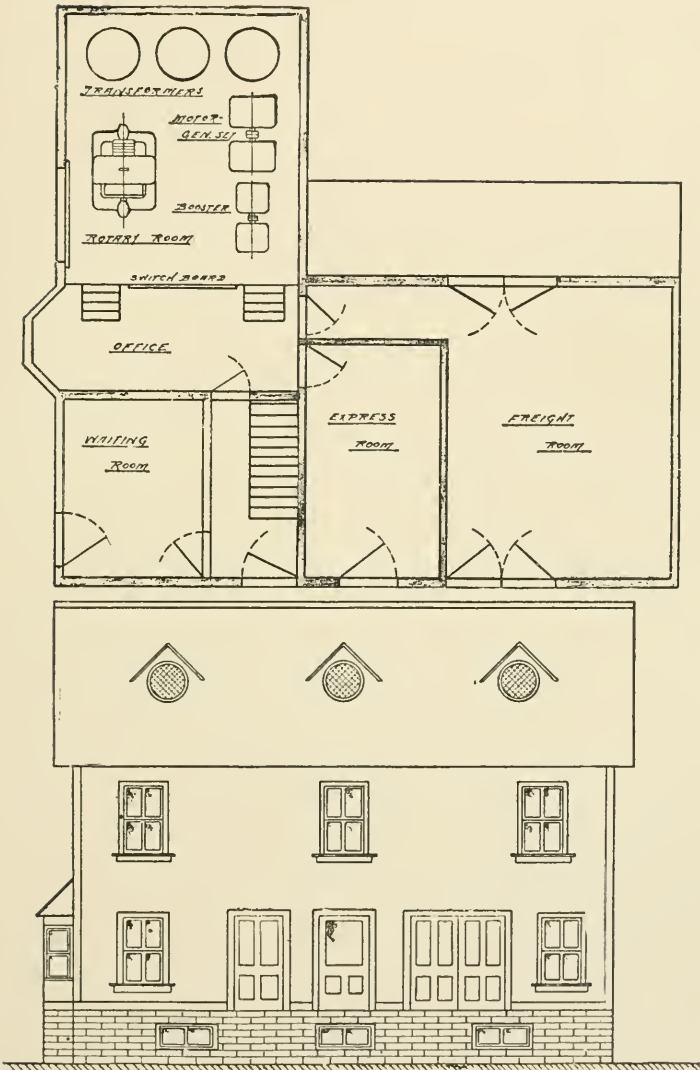 TRANSFORMERS
MOTOR-
GEN. SET
BOOSTER
ROTARY ROOM
SWITCH BOARD
OFFICE
WAITING
ROOM
EXPRESS
ROOM
FREIGHT
ROOM